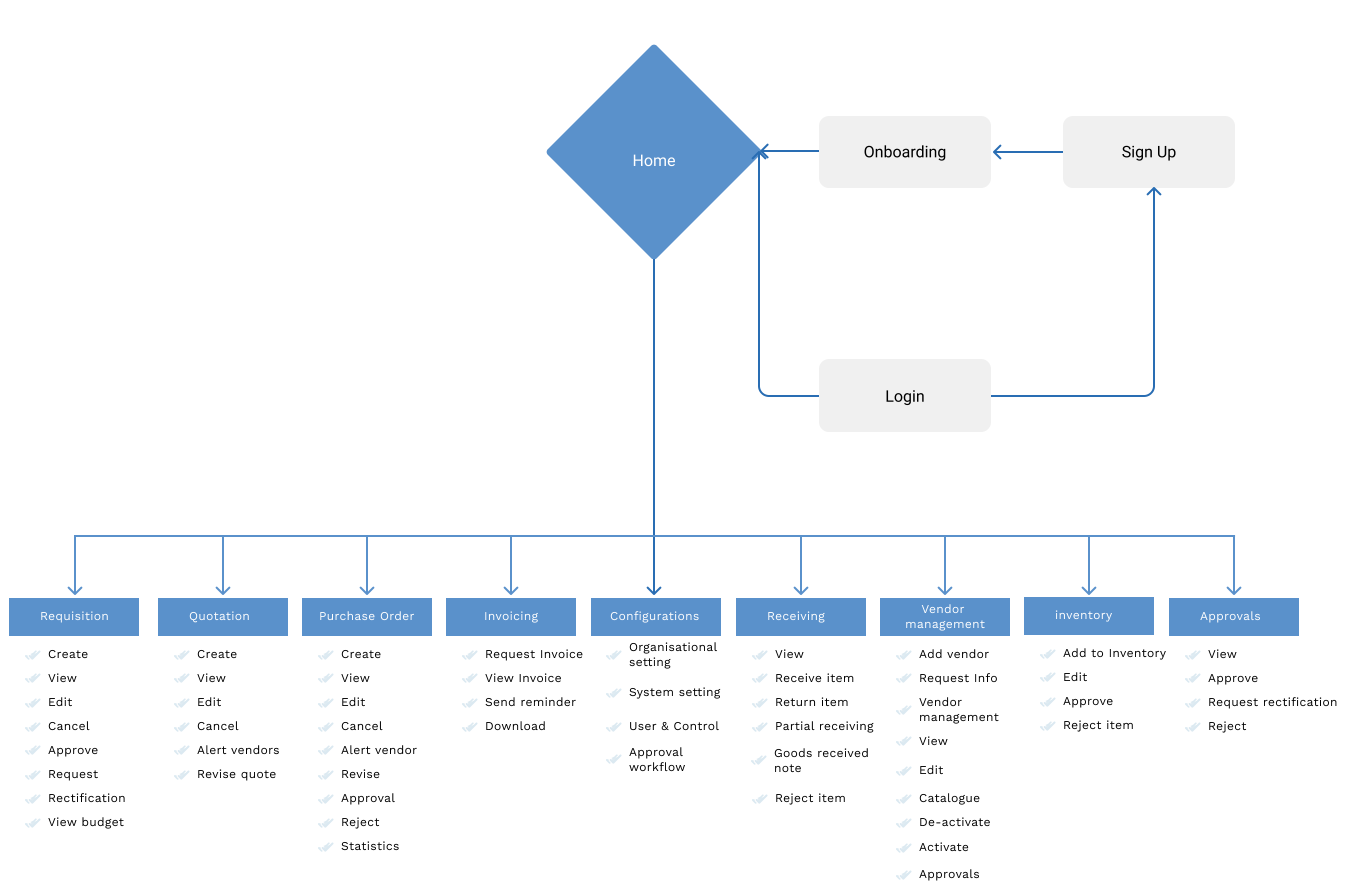 Home
Onboarding
Sign Up
Login
Requisition
Create
View
Edit
Cancel
Approve
Request
Rectification
View budget
Quotation
Create
View
Edit
Cancel
Alert vendors
Revise quote
Purchase Order
Create
View
Edit
Cancel
Alert vendor
Revise
Approval
Reject
Statistics
Invoicing
Request Invoice
View Invoice
Send reminder
Download
Configurations
Organisational
setting
System setting
User & Control
Approval
workflow
Receiving
View
Receive item
Return item
Partial receiving
Goods received
note
Reject item
Vendor
management
Add vendor
Request Info
Vendor
management
View
Edit
Catalogue
De-activate
Activate
Approvals
inventory
Add to Inventory
Edit
Approve
Reject item
Approvals
View
Approve
Request rectification
Reject